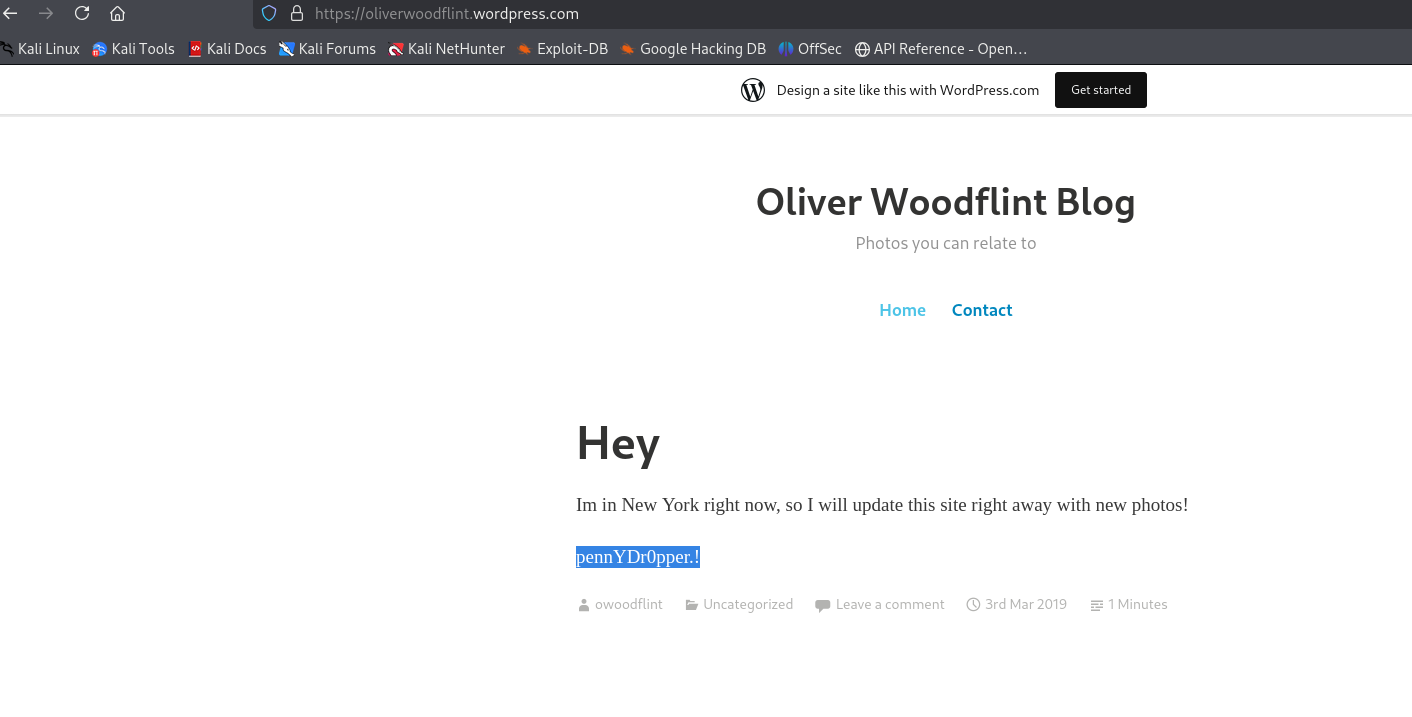 https://oliverwoodflint.wordpress.com
Kali Linux Kali Tools Kali Docs Kali Forums Kali NetHunter Exploit-DB Google Hacking DB OffSec API Reference - Open…
Design a site like this with WordPress.com Get started
Oliver Woodflint Blog
Photos you can relate to
Home Contact
Hey
Im in New York right now, so I will update this site right away with new photos!
pennYDr0pper.!
owoodflint Uncategorized Leave a comment 3rd Mar 2019 1 Minutes